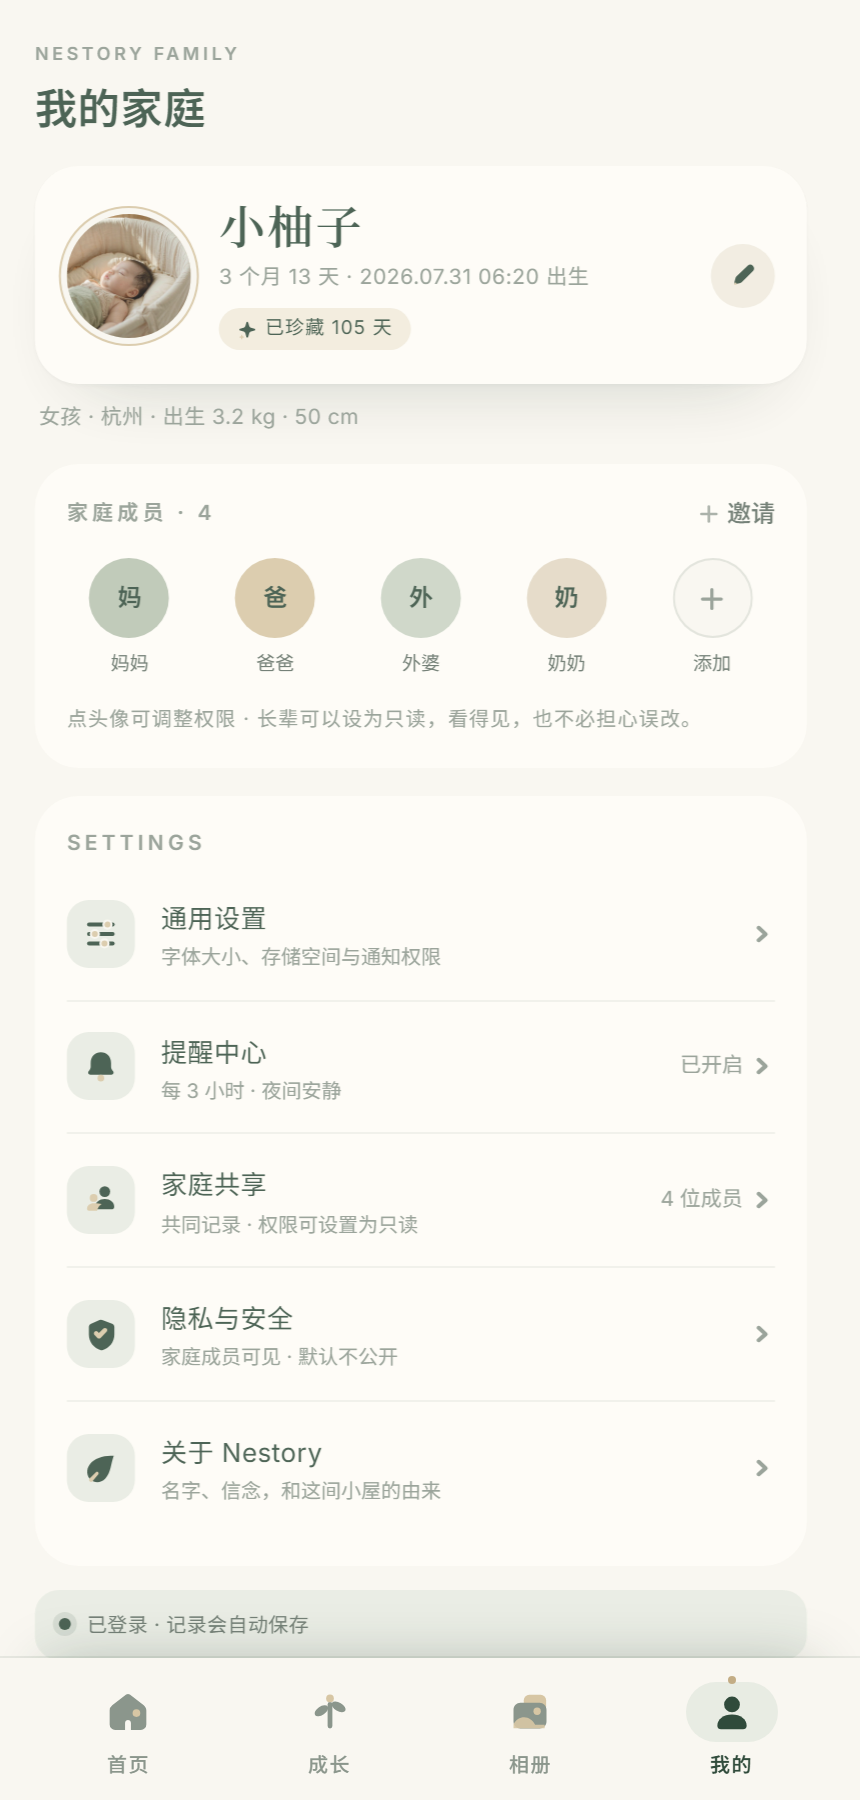 NESTORY FAMILY
我的家庭
小柚子
3 个月 13 天 · 2026.07.31 06:20 出生
已珍藏 105 天
女孩 · 杭州 · 出生 3.2 kg · 50 cm
家庭成员 · 4
+ 邀请
妈 爸 外 奶 +
妈妈 爸爸 外婆 奶奶 添加
点头像可调整权限 · 长辈可以设为只读，看得见，也不必担心误改。
SETTINGS
通用设置
字体大小、存储空间与通知权限
提醒中心
每 3 小时 · 夜间安静
已开启
家庭共享
共同记录 · 权限可设置为只读
4 位成员
隐私与安全
家庭成员可见 · 默认不公开
关于 Nestory
名字、信念，和这间小屋的由来
已登录 · 记录会自动保存
首页 成长 相册 我的